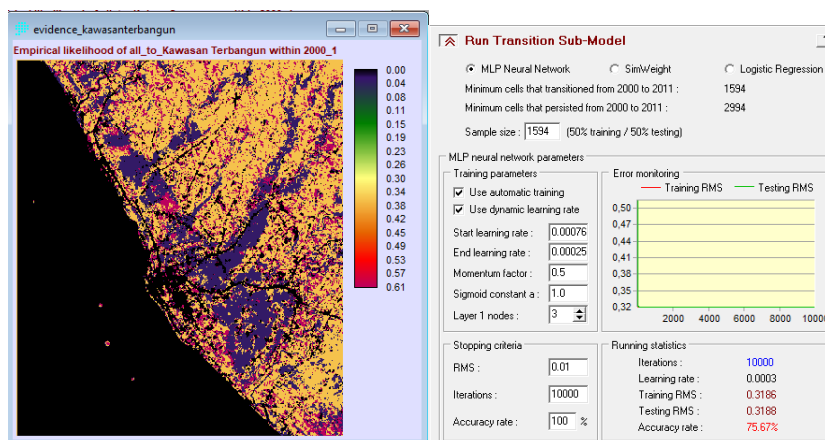 evidence_kawasanterbangun
Empirical likelihood of all_to_Kawasan Terbangun within 2000_1
0.00
0.04
0.08
0.11
0.15
0.19
0.23
0.26
0.30
0.34
0.38
0.42
0.45
0.49
0.53
0.57
0.61
Run Transition Sub-Model
MLP Neural Network SimWeight Logistic Regression
Minimum cells that transitioned from 2000 to 2011 : 1594
Minimum cells that persisted from 2000 to 2011 : 2994
Sample size : 1594 (50% training / 50% testing)
MLP neural network parameters
Training parameters
Use automatic training
Use dynamic learning rate
Start learning rate : 0.00076
End learning rate : 0.00025
Momentum factor : 0.5
Sigmoid constant a : 1.0
Layer 1 nodes : 3
Error monitoring
Training RMS Testing RMS
0,50
0,47
0,44
0,41
0,38
0,35
0,32
2000 4000 6000 8000 10000
Stopping criteria
RMS : 0.01
Iterations : 10000
Accuracy rate : 100 %
Running statistics
Iterations : 10000
Learning rate : 0.0003
Training RMS : 0.3186
Testing RMS : 0.3188
Accuracy rate : 75.67%